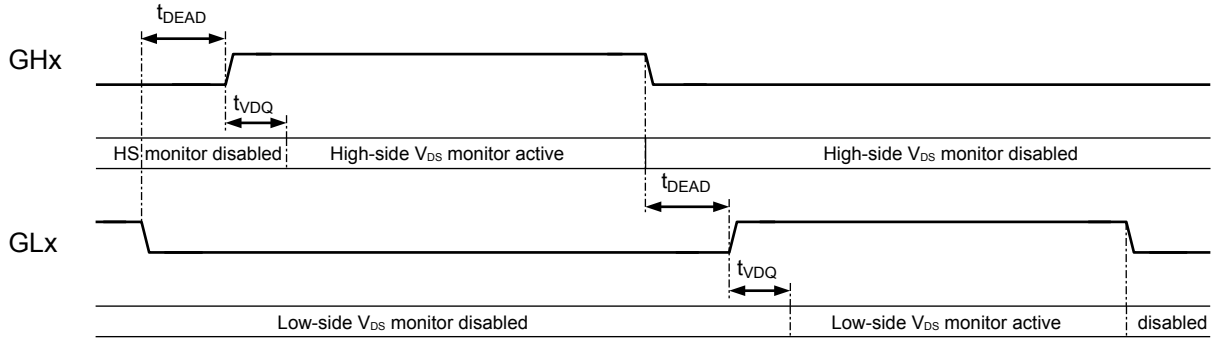 tDEAD
GHx
tVDQ
HS monitor disabled High-side VDS monitor active High-side VDS monitor disabled
tDEAD
GLx
tVDQ
Low-side VDS monitor disabled Low-side VDS monitor active disabled